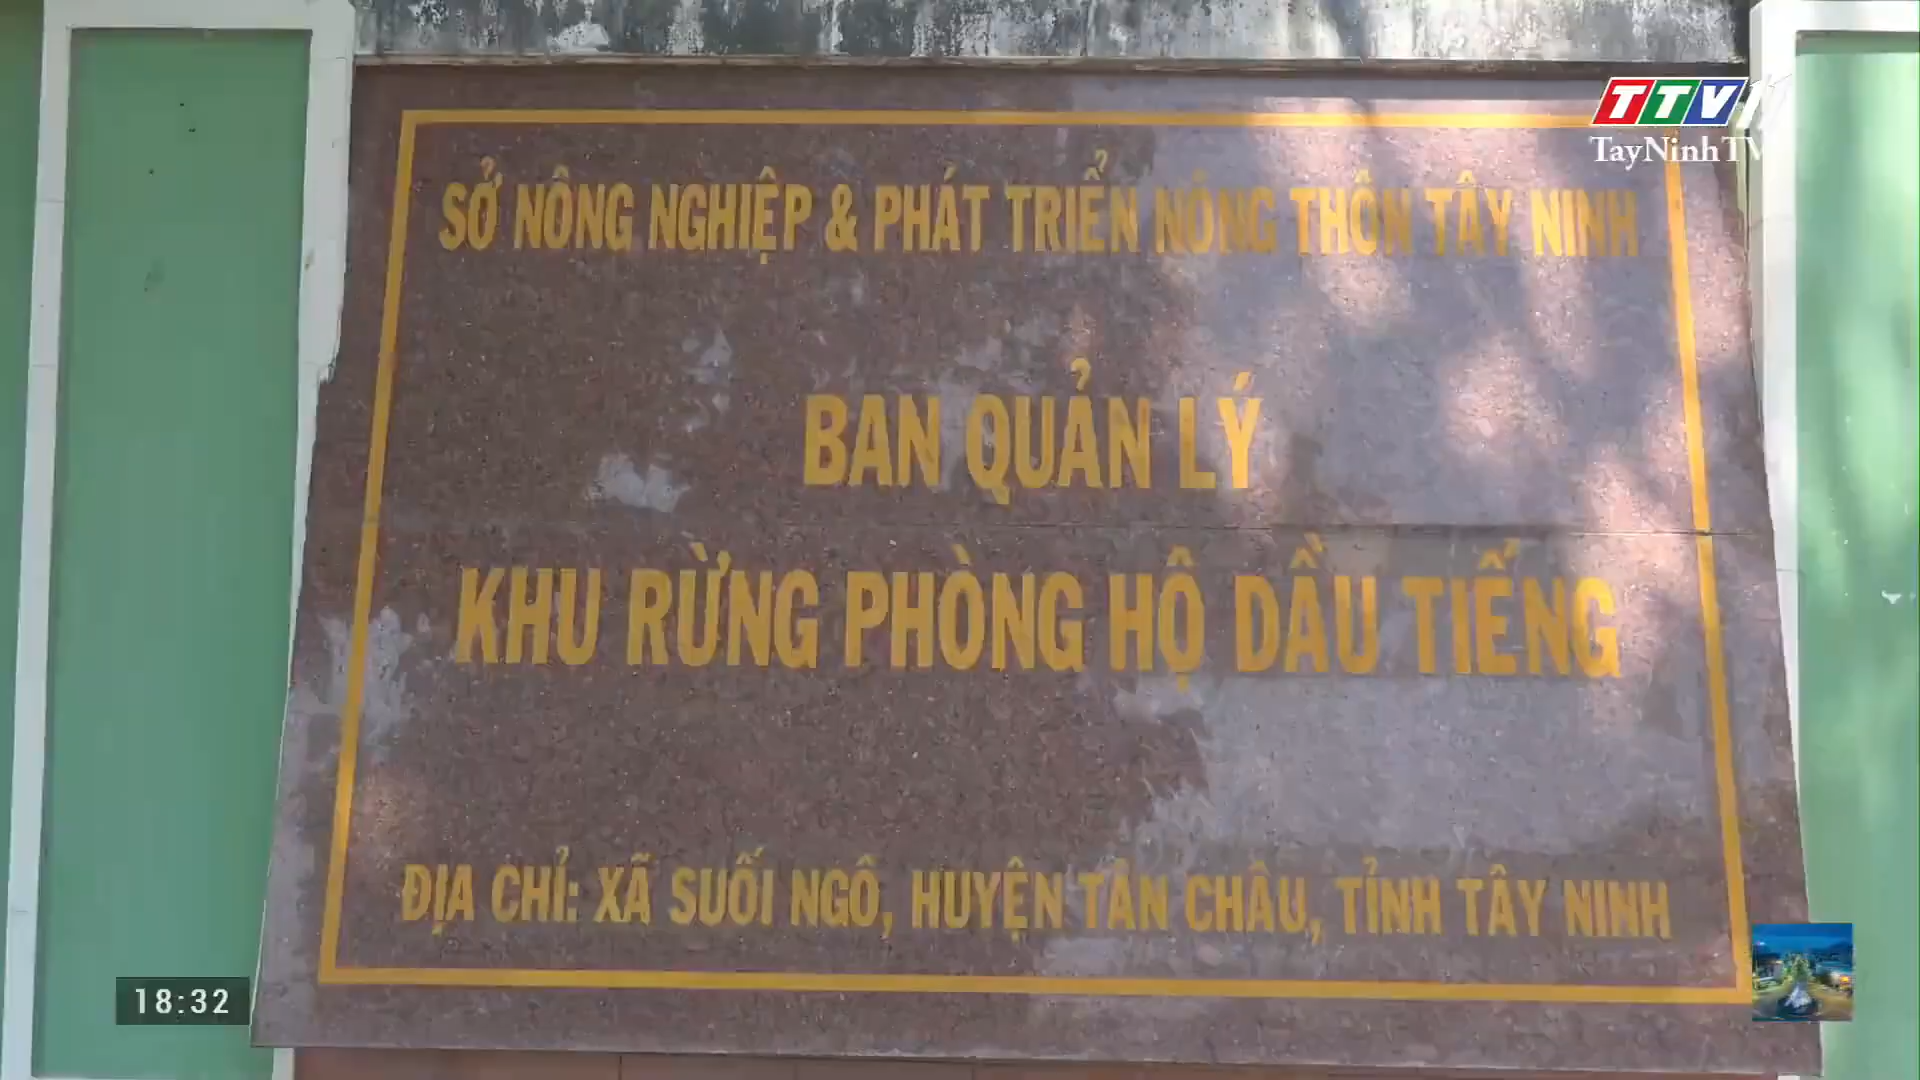 TTV11
TayNinhTV
SỞ NÔNG NGHIỆP & PHÁT TRIỂN NÔNG THÔN TÂY NINH
BAN QUẢN LÝ
KHU RỪNG PHÒNG HỘ DẦU TIẾNG
ĐỊA CHỈ: XÃ SUỐI NGÔ, HUYỆN TÂN CHÂU, TỈNH TÂY NINH
18:32